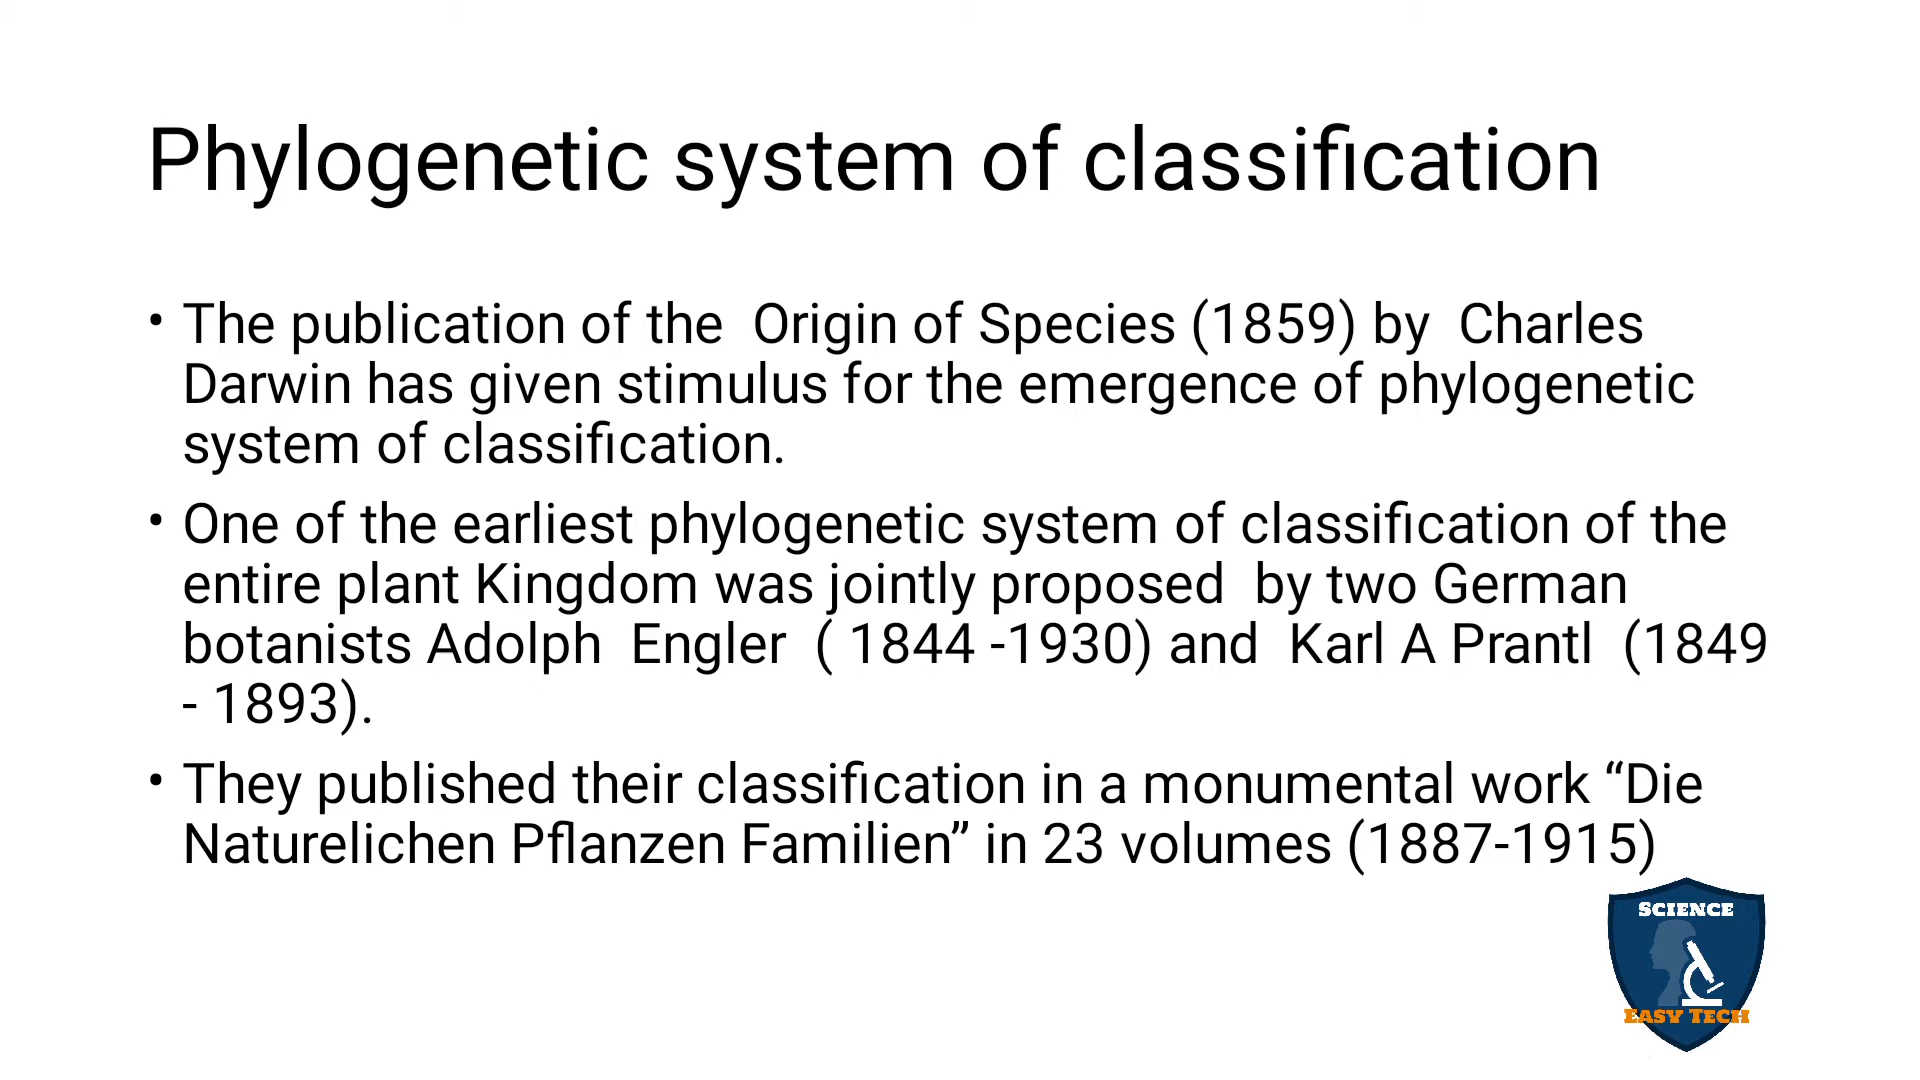 Phylogenetic system of classification
• The publication of the  Origin of Species (1859) by  Charles
Darwin has given stimulus for the emergence of phylogenetic
system of classification.
• One of the earliest phylogenetic system of classification of the
entire plant Kingdom was jointly proposed  by two German
botanists Adolph  Engler  ( 1844 -1930) and  Karl A Prantl  (1849
- 1893).
• They published their classification in a monumental work “Die
Naturelichen Pflanzen Familien” in 23 volumes (1887-1915)
SCIENCE
EASY TECH